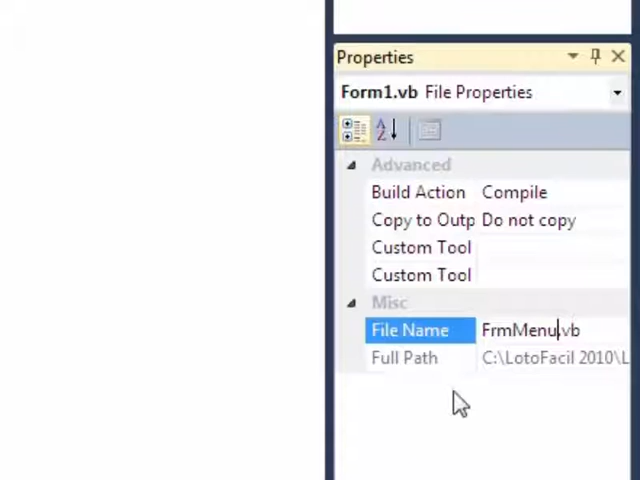 Properties
Form1.vb File Properties
Advanced
Build Action Compile
Copy to Outp Do not copy
Custom Tool
Custom Tool
Misc
File Name FrmMenu.vb
Full Path C:\LotoFacil 2010\L